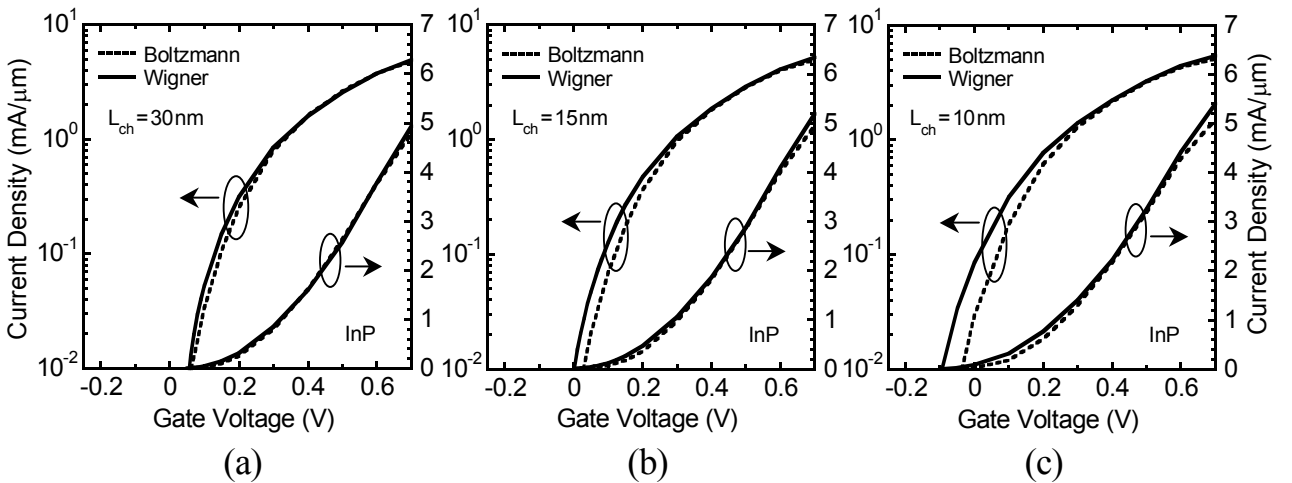 Current Density (mA/μm)
10^1
10^0
10^-1
10^-2
Boltzmann
Wigner
L_ch = 30nm
InP
7
6
5
4
3
2
1
0
-0.2 0 0.2 0.4 0.6
Gate Voltage (V)
(a)
10^1
10^0
10^-1
10^-2
Boltzmann
Wigner
L_ch = 15nm
InP
7
6
5
4
3
2
1
0
-0.2 0 0.2 0.4 0.6
Gate Voltage (V)
(b)
10^1
10^0
10^-1
10^-2
Boltzmann
Wigner
L_ch = 10nm
InP
7
6
5
4
3
2
1
0
Current Density (mA/μm)
-0.2 0 0.2 0.4 0.6
Gate Voltage (V)
(c)